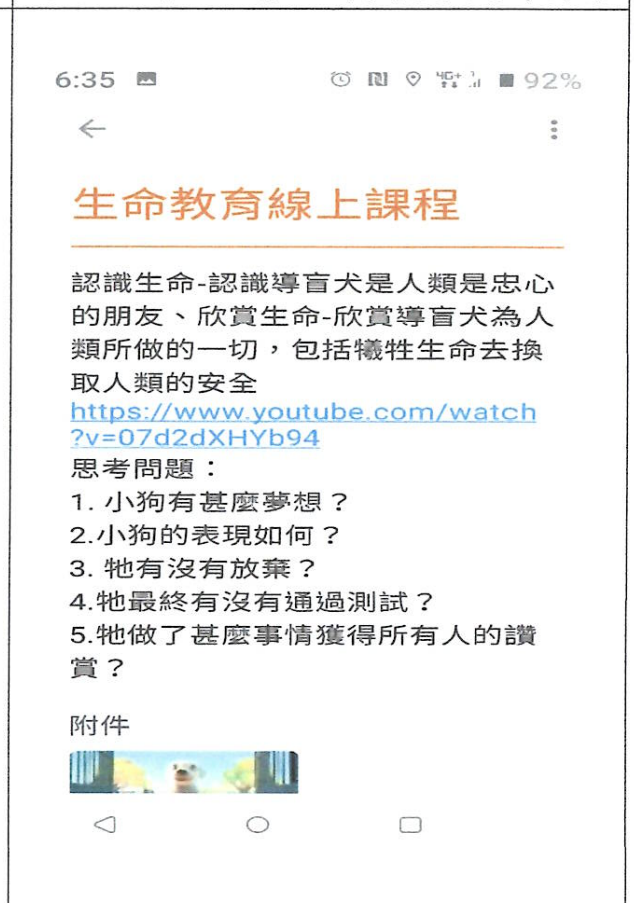 6:35 4G+ 92%
生命教育線上課程
認識生命-認識導盲犬是人類是忠心
的朋友、欣賞生命-欣賞導盲犬為人
類所做的一切，包括犧牲生命去換
取人類的安全
https://www.youtube.com/watch
?v=07d2dXHYb94
思考問題：
1. 小狗有甚麼夢想？
2.小狗的表現如何？
3. 牠有沒有放棄？
4.牠最終有沒有通過測試？
5.牠做了甚麼事情獲得所有人的讚
賞？
附件